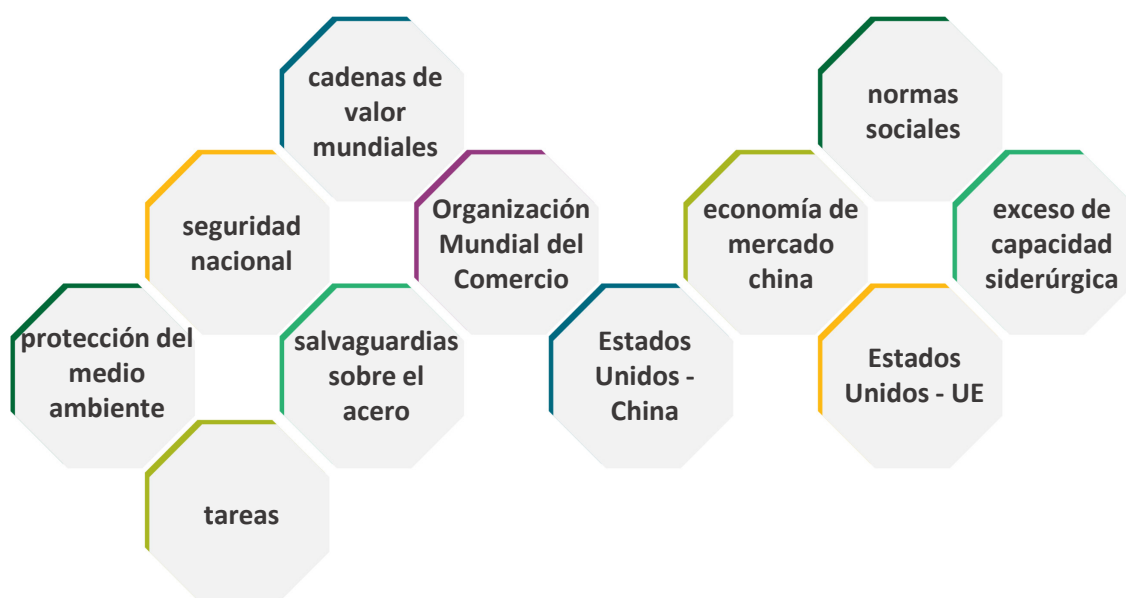 cadenas de
valor
mundiales
normas
sociales
seguridad
nacional
Organización
Mundial del
Comercio
economía de
mercado
china
exceso de
capacidad
siderúrgica
protección del
medio
ambiente
salvaguardias
sobre el
acero
Estados
Unidos -
China
Estados
Unidos - UE
tareas